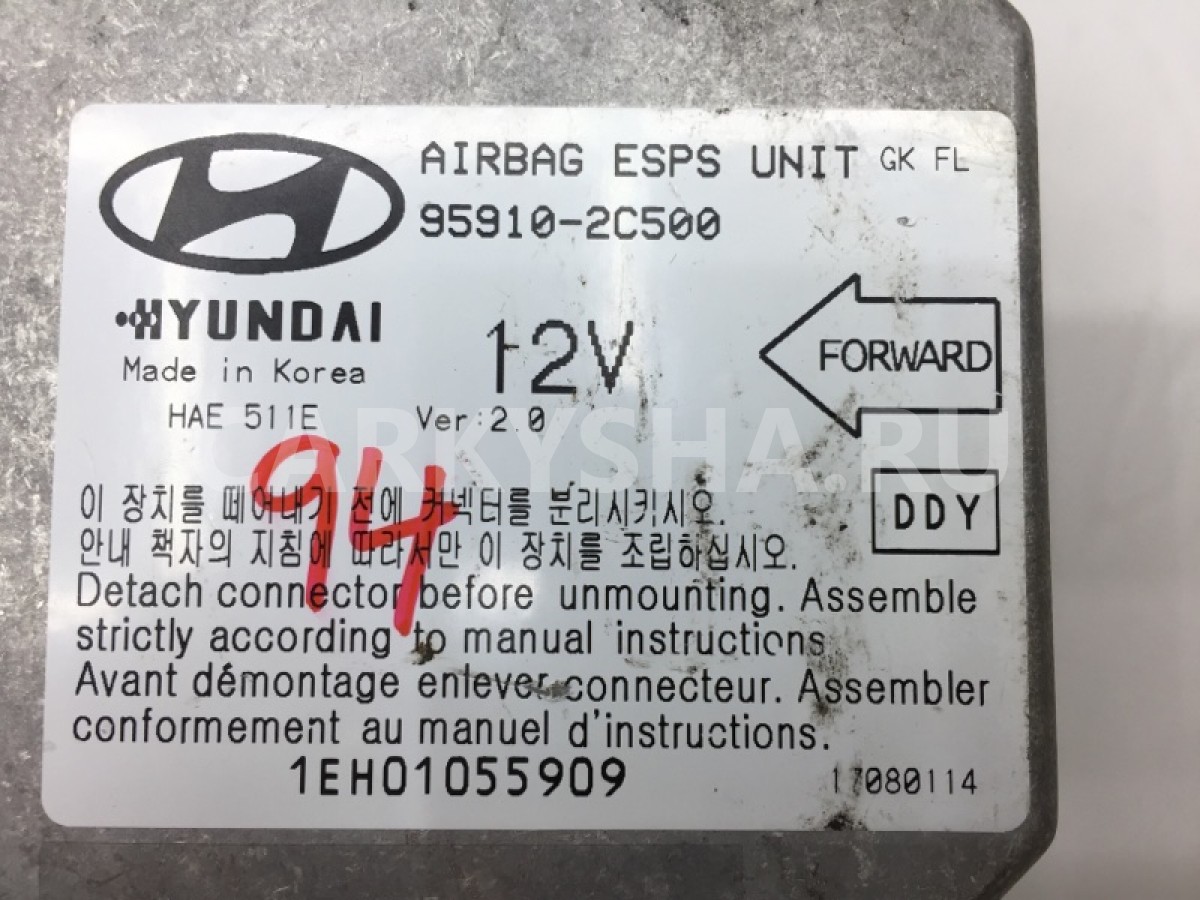 AIRBAG ESPS UNIT GK FL
95910-2C500
HYUNDAI
Made in Korea
12V
FORWARD
HAE 511E Ver:2.0
CARKYSHA.RU
94
DDY
이 장치를 떼어내기 전에 커넥터를 분리시키시오.
안내 책자의 지침에 따라서만 이 장치를 조립하십시오.
Detach connector before unmounting. Assemble
strictly according to manual instructions
Avant démontage enlever connecteur. Assembler
conformement au manuel d'instructions.
1EH01055909
17080114